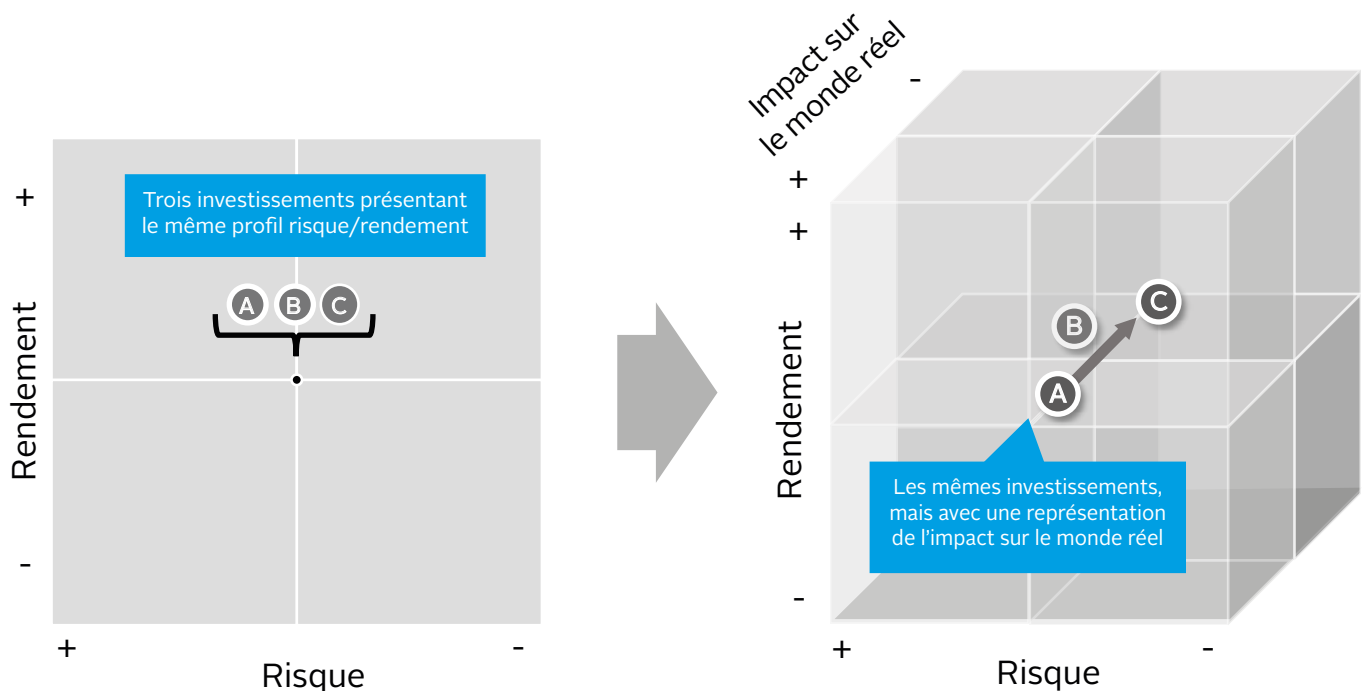 Trois investissements présentant
le même profil risque/rendement
A B C
+
Rendement
-
+
-
Risque
Impact sur
le monde réel
-
+
+
Rendement
-
C
B
A
Les mêmes investissements,
mais avec une représentation
de l'impact sur le monde réel
+
-
Risque